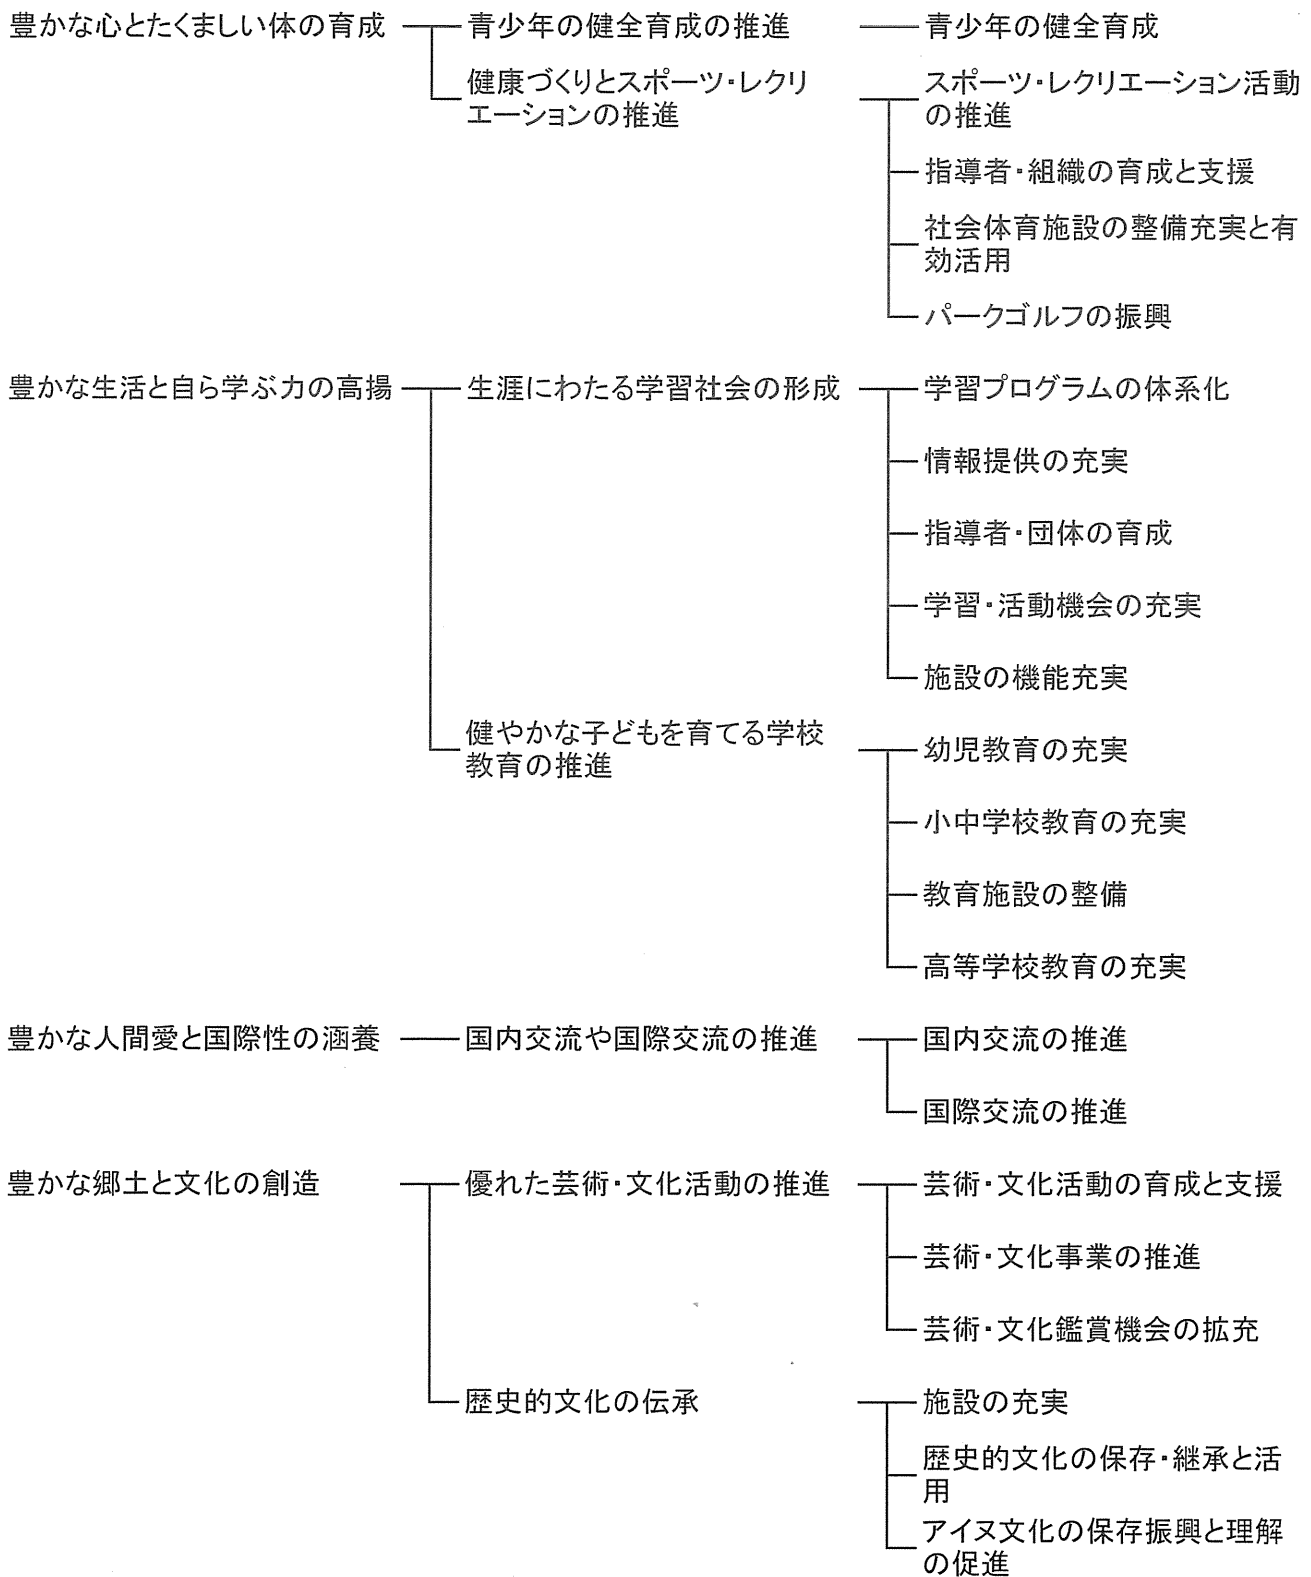 豊かな心とたくましい体の育成
青少年の健全育成の推進
青少年の健全育成
健康づくりとスポーツ・レクリ
エーションの推進
スポーツ・レクリエーション活動
の推進
指導者・組織の育成と支援
社会体育施設の整備充実と有
効活用
パークゴルフの振興
豊かな生活と自ら学ぶ力の高揚
生涯にわたる学習社会の形成
学習プログラムの体系化
情報提供の充実
指導者・団体の育成
学習・活動機会の充実
施設の機能充実
健やかな子どもを育てる学校
教育の推進
幼児教育の充実
小中学校教育の充実
教育施設の整備
高等学校教育の充実
豊かな人間愛と国際性の涵養
国内交流や国際交流の推進
国内交流の推進
国際交流の推進
豊かな郷土と文化の創造
優れた芸術・文化活動の推進
芸術・文化活動の育成と支援
芸術・文化事業の推進
芸術・文化鑑賞機会の拡充
歴史的文化の伝承
施設の充実
歴史的文化の保存・継承と活
用
アイヌ文化の保存振興と理解
の促進